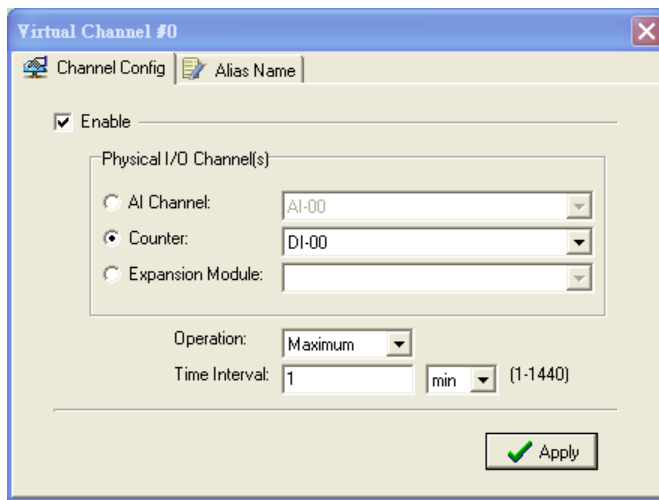 Virtual Channel #0
Channel Config Alias Name
Enable
Physical I/O Channel(s)
AI Channel: AI-00
Counter: DI-00
Expansion Module:
Operation: Maximum
Time Interval: 1 min (1-1440)
Apply